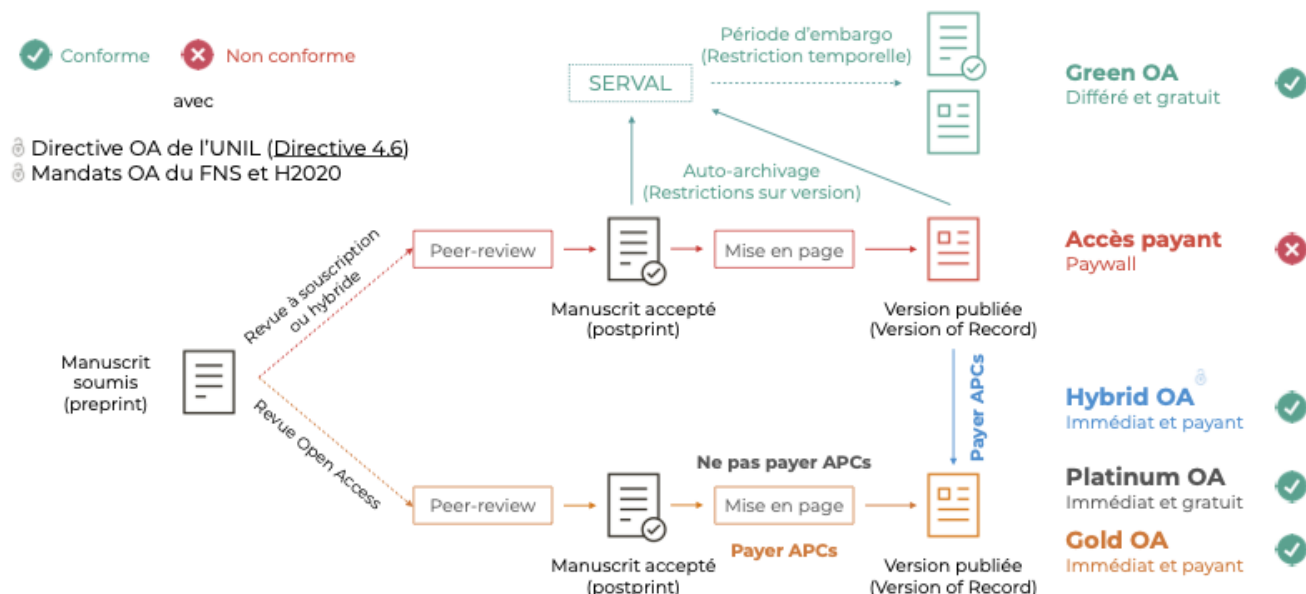 Conforme
Non conforme
avec
Directive OA de l'UNIL (Directive 4.6)
Mandats OA du FNS et H2020
Période d'embargo
(Restriction temporelle)
SERVAL
Green OA
Différé et gratuit
Auto-archivage
(Restrictions sur version)
Revue à souscription
ou hybride
Peer-review
Mise en page
Accès payant
Paywall
Manuscrit accepté
(postprint)
Version publiée
(Version of Record)
Manuscrit
soumis
(preprint)
Payer APCs
Hybrid OA
Immédiat et payant
Revue Open Access
Ne pas payer APCs
Platinum OA
Immédiat et gratuit
Peer-review
Mise en page
Payer APCs
Gold OA
Immédiat et payant
Manuscrit accepté
(postprint)
Version publiée
(Version of Record)